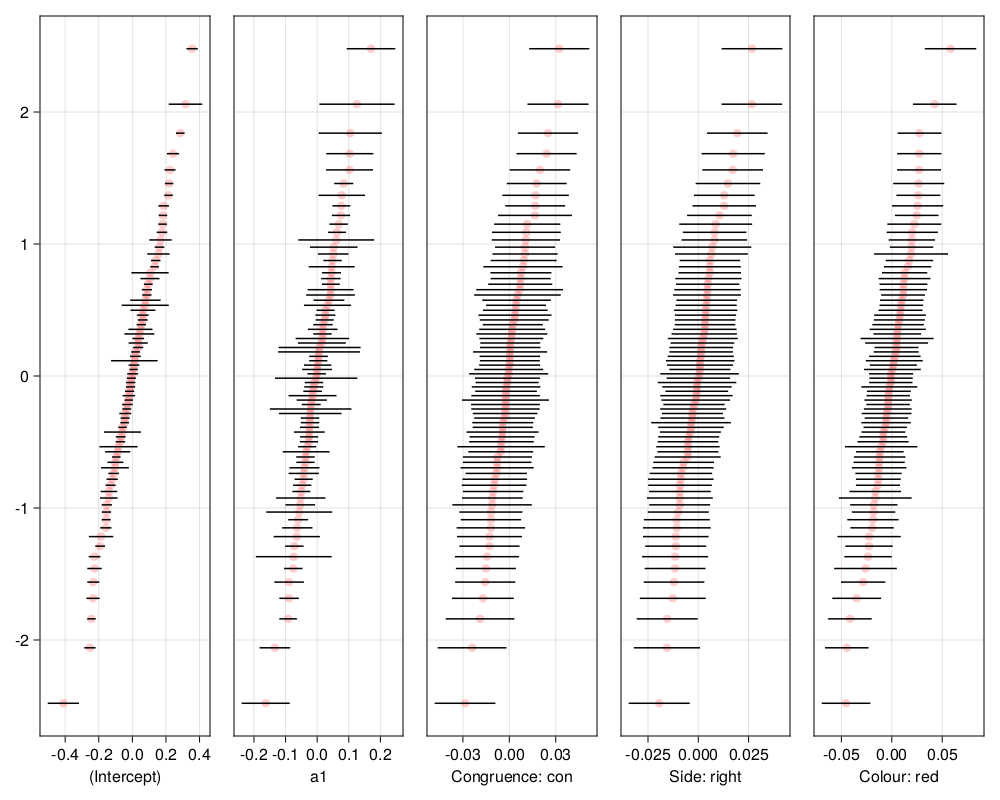 2
1
0
-1
-2
-0.4 -0.2 0.0 0.2 0.4
-0.2 -0.1 0.0 0.1 0.2
-0.03 0.00 0.03
-0.025 0.000 0.025
-0.05 0.00 0.05
(Intercept)
a1
Congruence: con
Side: right
Colour: red